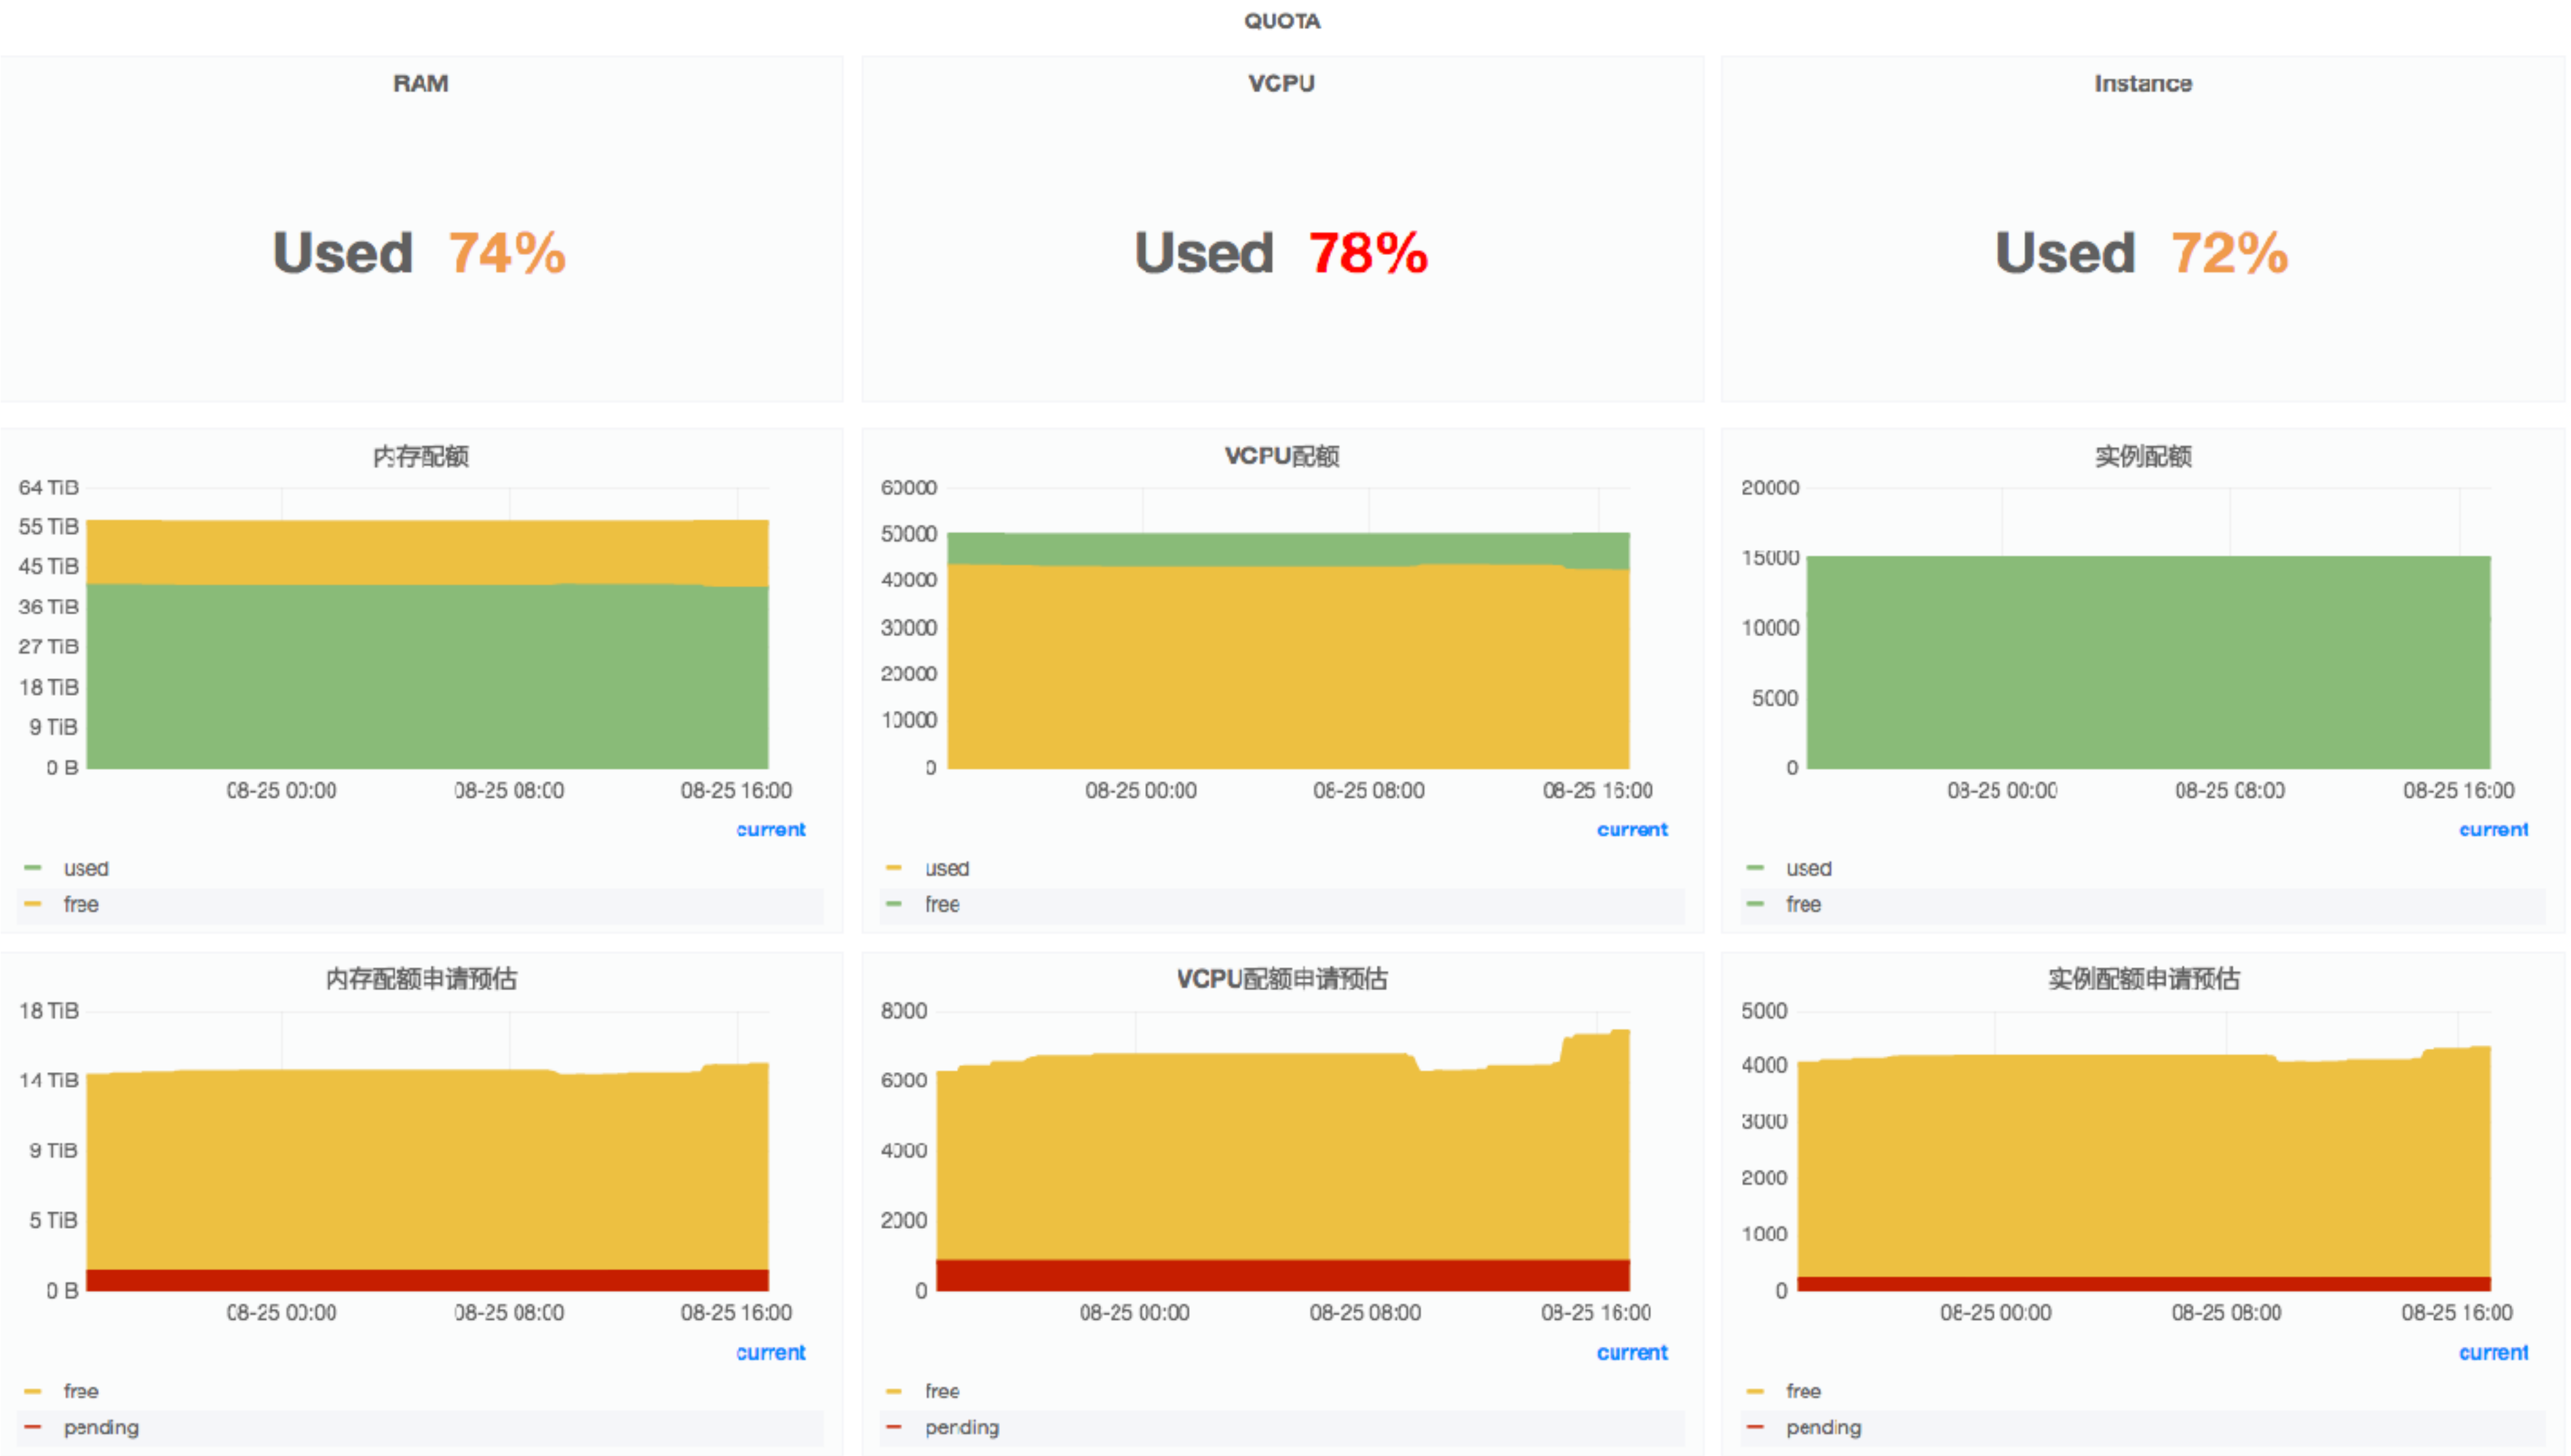 QUOTA
RAM
Used 74%
VCPU
Used 78%
Instance
Used 72%
内存配额
64 TiB
55 TiB
45 TiB
36 TiB
27 TiB
18 TiB
9 TiB
0 B
08-25 00:00 08-25 08:00 08-25 16:00
current
used
free
VCPU配额
60000
50000
40000
30000
20000
10000
0
08-25 00:00 08-25 08:00 08-25 16:00
current
used
free
实例配额
20000
15000
10000
5000
0
08-25 00:00 08-25 08:00 08-25 16:00
current
used
free
内存配额申请预估
18 TiB
14 TiB
9 TiB
5 TiB
0 B
08-25 00:00 08-25 08:00 08-25 16:00
current
free
pending
VCPU配额申请预估
8000
6000
4000
2000
0
08-25 00:00 08-25 08:00 08-25 16:00
current
free
pending
实例配额申请预估
5000
4000
3000
2000
1000
0
08-25 00:00 08-25 08:00 08-25 16:00
current
free
pending